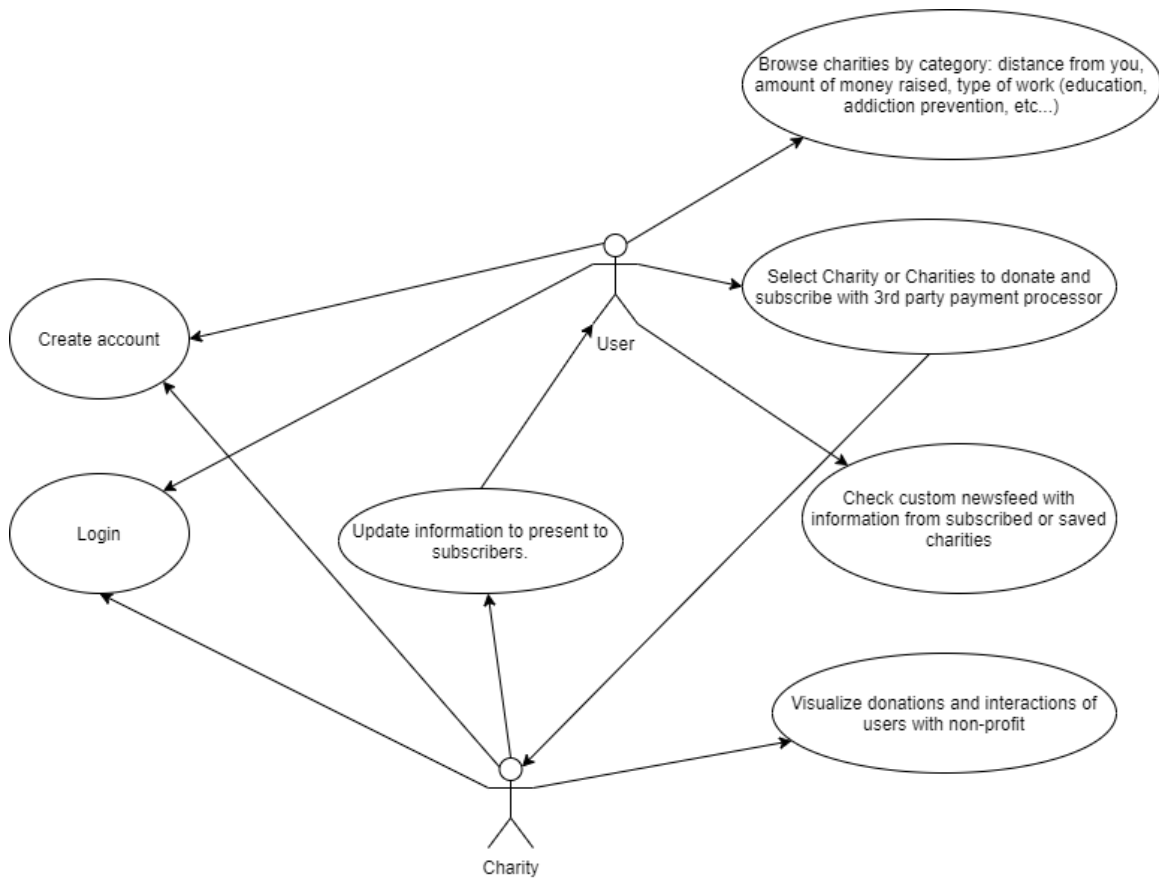 Browse charities by category: distance from you,
amount of money raised, type of work (education,
addiction prevention, etc...)
Select Charity or Charities to donate and
subscribe with 3rd party payment processor
User
Create account
Check custom newsfeed with
information from subscribed or saved
charities
Login
Update information to present to
subscribers.
Visualize donations and interactions of
users with non-profit
Charity